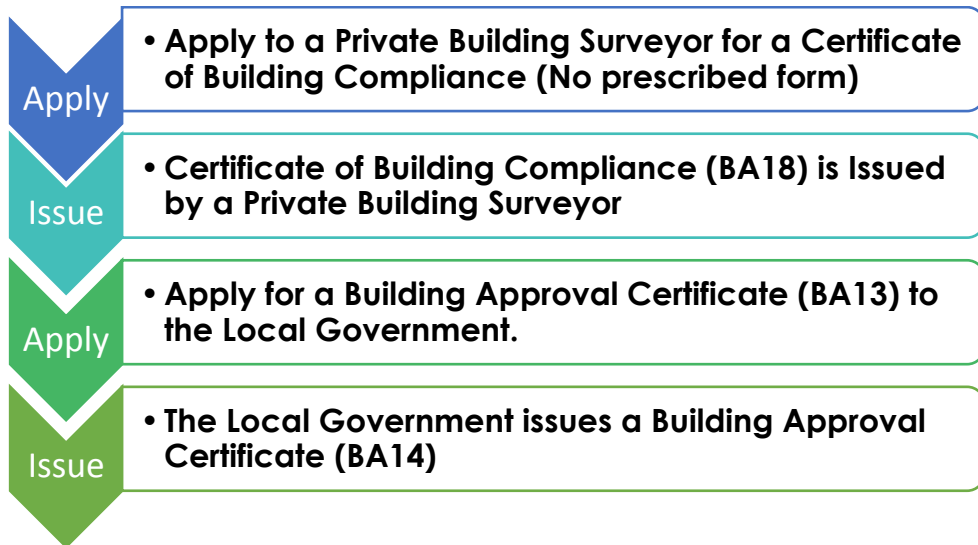 Apply
• Apply to a Private Building Surveyor for a Certificate
of Building Compliance (No prescribed form)
Issue
• Certificate of Building Compliance (BA18) is Issued
by a Private Building Surveyor
Apply
• Apply for a Building Approval Certificate (BA13) to
the Local Government.
Issue
• The Local Government issues a Building Approval
Certificate (BA14)